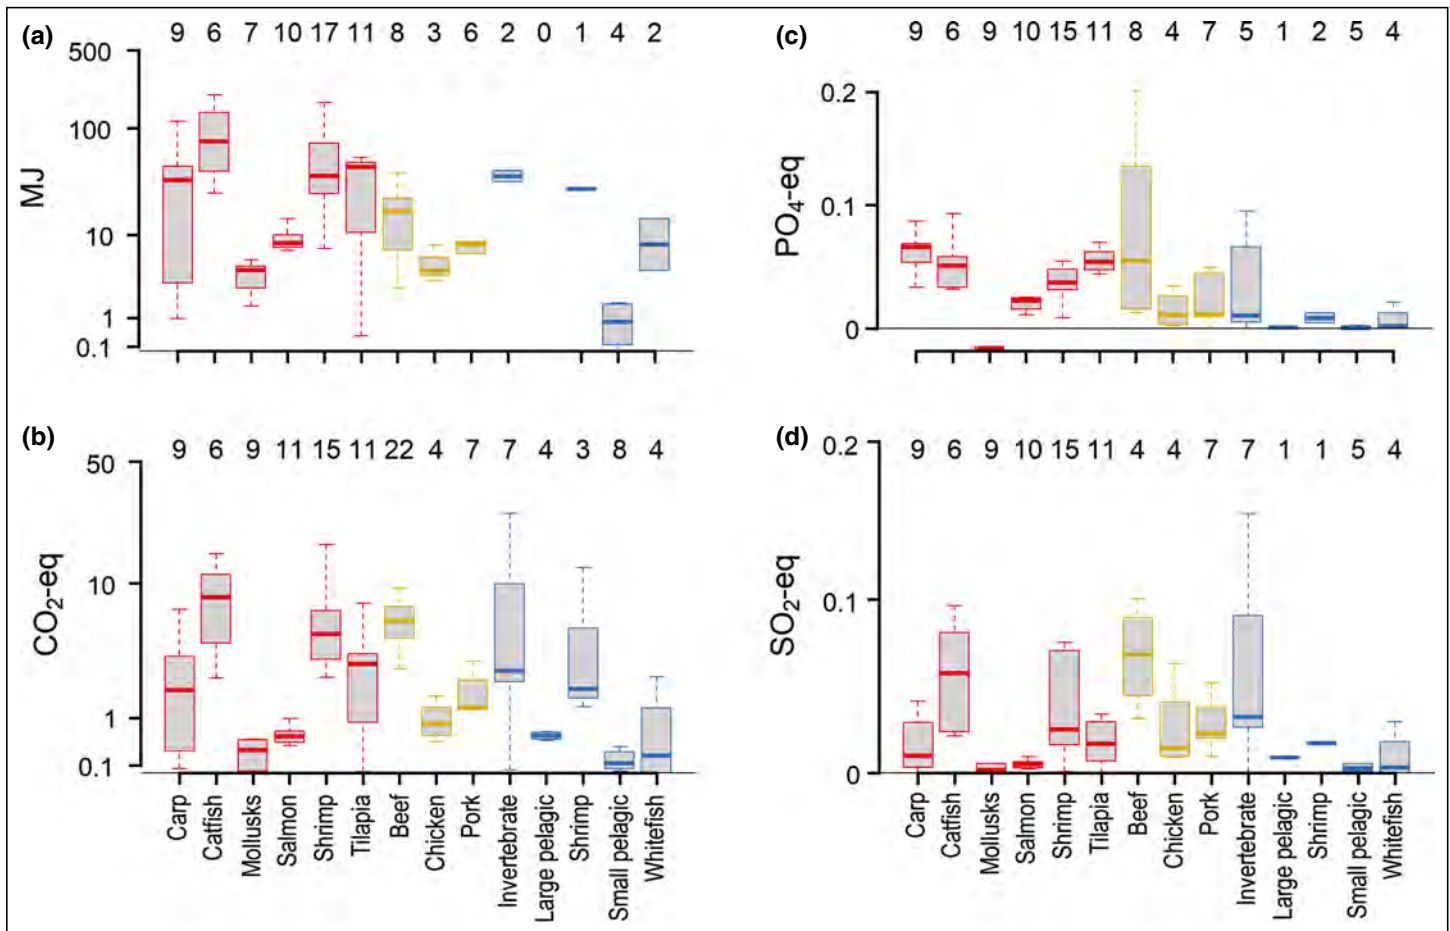 (a)
9 6 7 10 17 11 8 3 6 2 0 1 4 2
500
100
10
1
0.1
MJ
(c)
9 6 9 10 15 11 8 4 7 5 1 2 5 4
0.2
0.1
0
PO4-eq
(b)
9 6 9 11 15 11 22 4 7 7 4 3 8 4
50
10
1
0.1
CO2-eq
Carp
Catfish
Mollusks
Salmon
Shrimp
Tilapia
Beef
Chicken
Pork
Invertebrate
Large pelagic
Shrimp
Small pelagic
Whitefish
(d)
9 6 9 10 15 11 4 4 7 7 1 1 5 4
0.2
0.1
0
SO2-eq
Carp
Catfish
Mollusks
Salmon
Shrimp
Tilapia
Beef
Chicken
Pork
Invertebrate
Large pelagic
Shrimp
Small pelagic
Whitefish